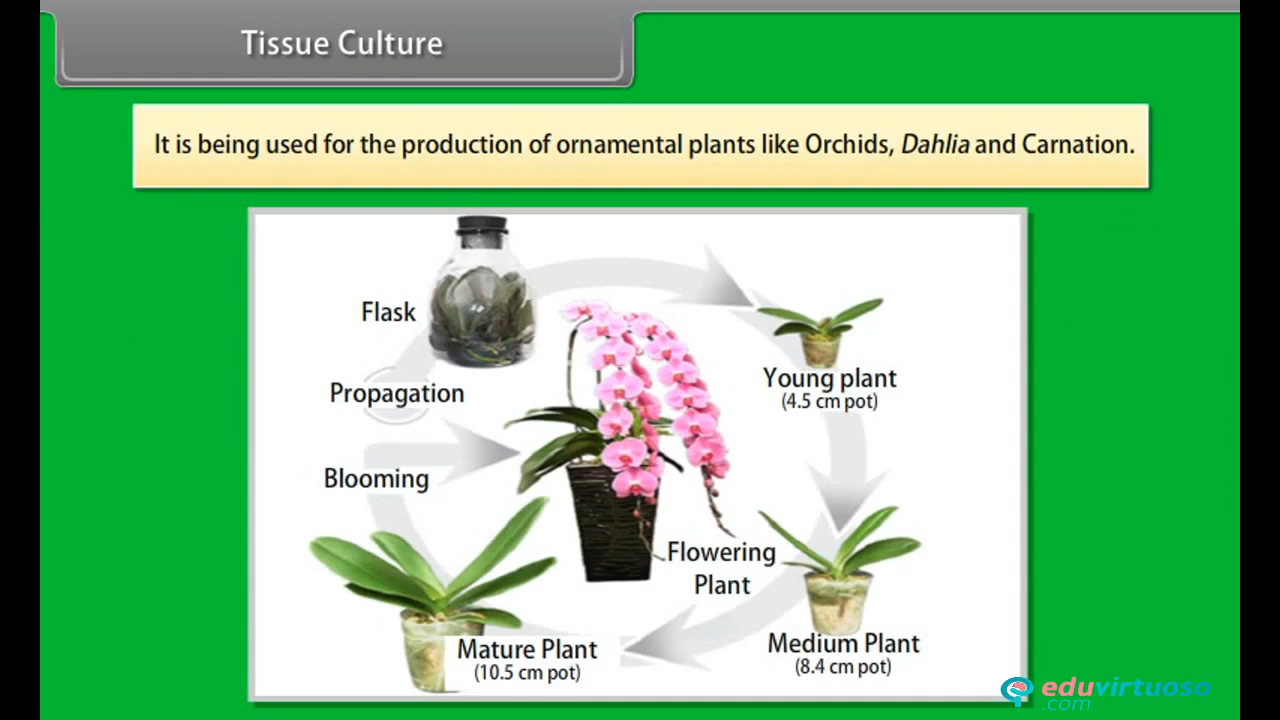 Tissue Culture
It is being used for the production of ornamental plants like Orchids, Dahlia and Carnation.
Flask
Propagation
Blooming
Young plant
(4.5 cm pot)
Flowering
Plant
Medium Plant
(8.4 cm pot)
Mature Plant
(10.5 cm pot)
eduvirtuoso
.com